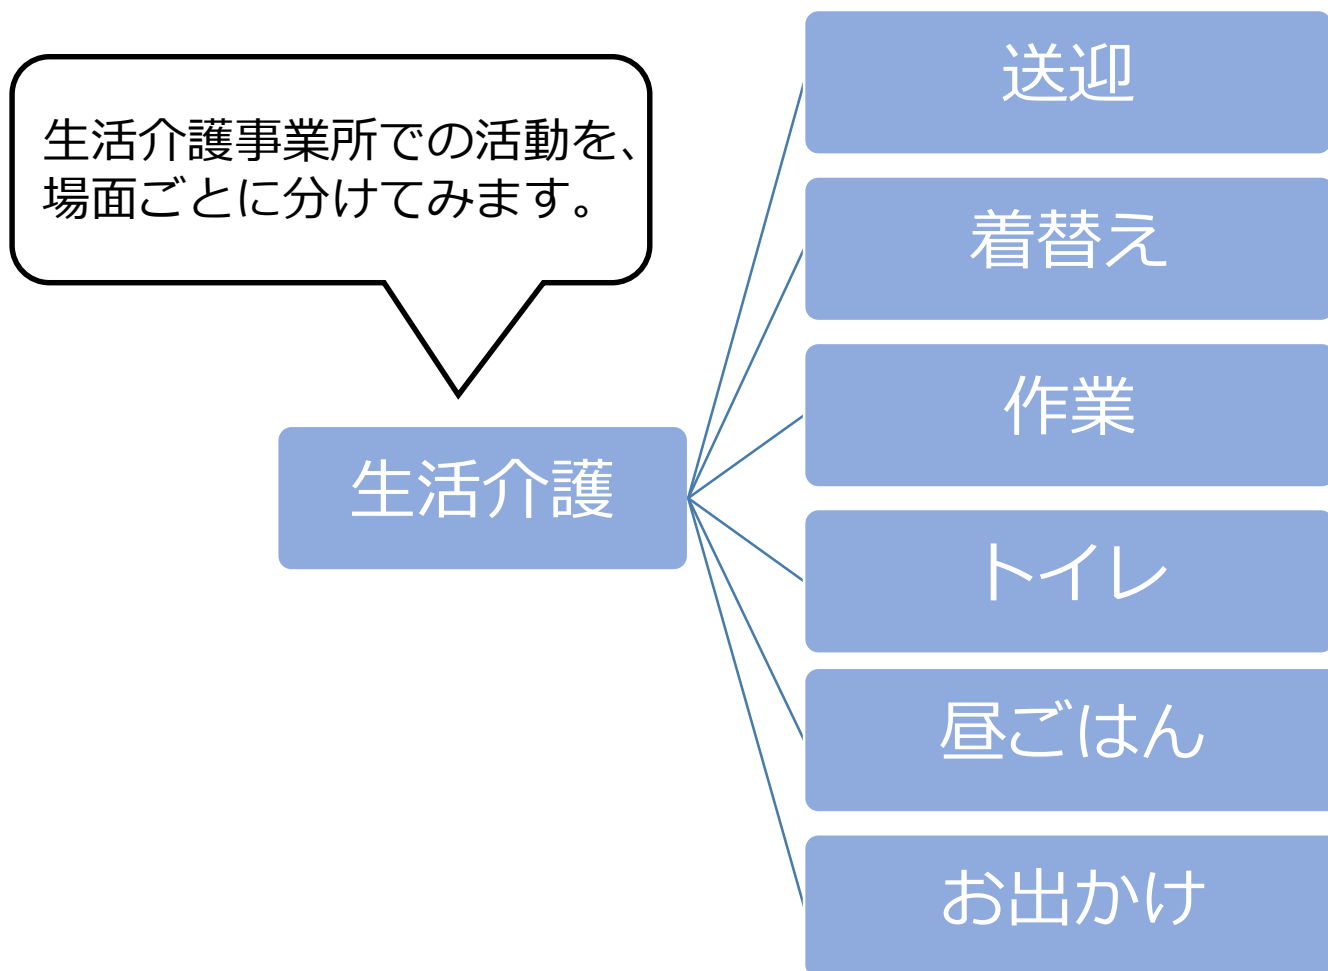 生活介護事業所での活動を、
場面ごとに分けてみます。
生活介護
送迎
着替え
作業
トイレ
昼ごはん
お出かけ